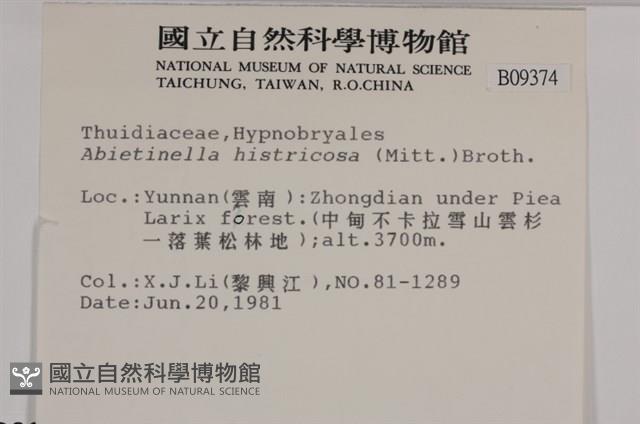 國立自然科學博物館
NATIONAL MUSEUM OF NATURAL SCIENCE
TAICHUNG, TAIWAN, R.O.CHINA
B09374
Thuidiaceae,Hypnobryales
Abietinella histricosa (Mitt.)Broth.
Loc.:Yunnan(雲南):Zhongdian under Piea
Larix forest.(中甸不卡拉雪山雲杉
一落葉松林地);alt.3700m.
Col.:X.J.Li(黎興江),NO.81-1289
Date:Jun.20,1981
國立自然科學博物館
NATIONAL MUSEUM OF NATURAL SCIENCE